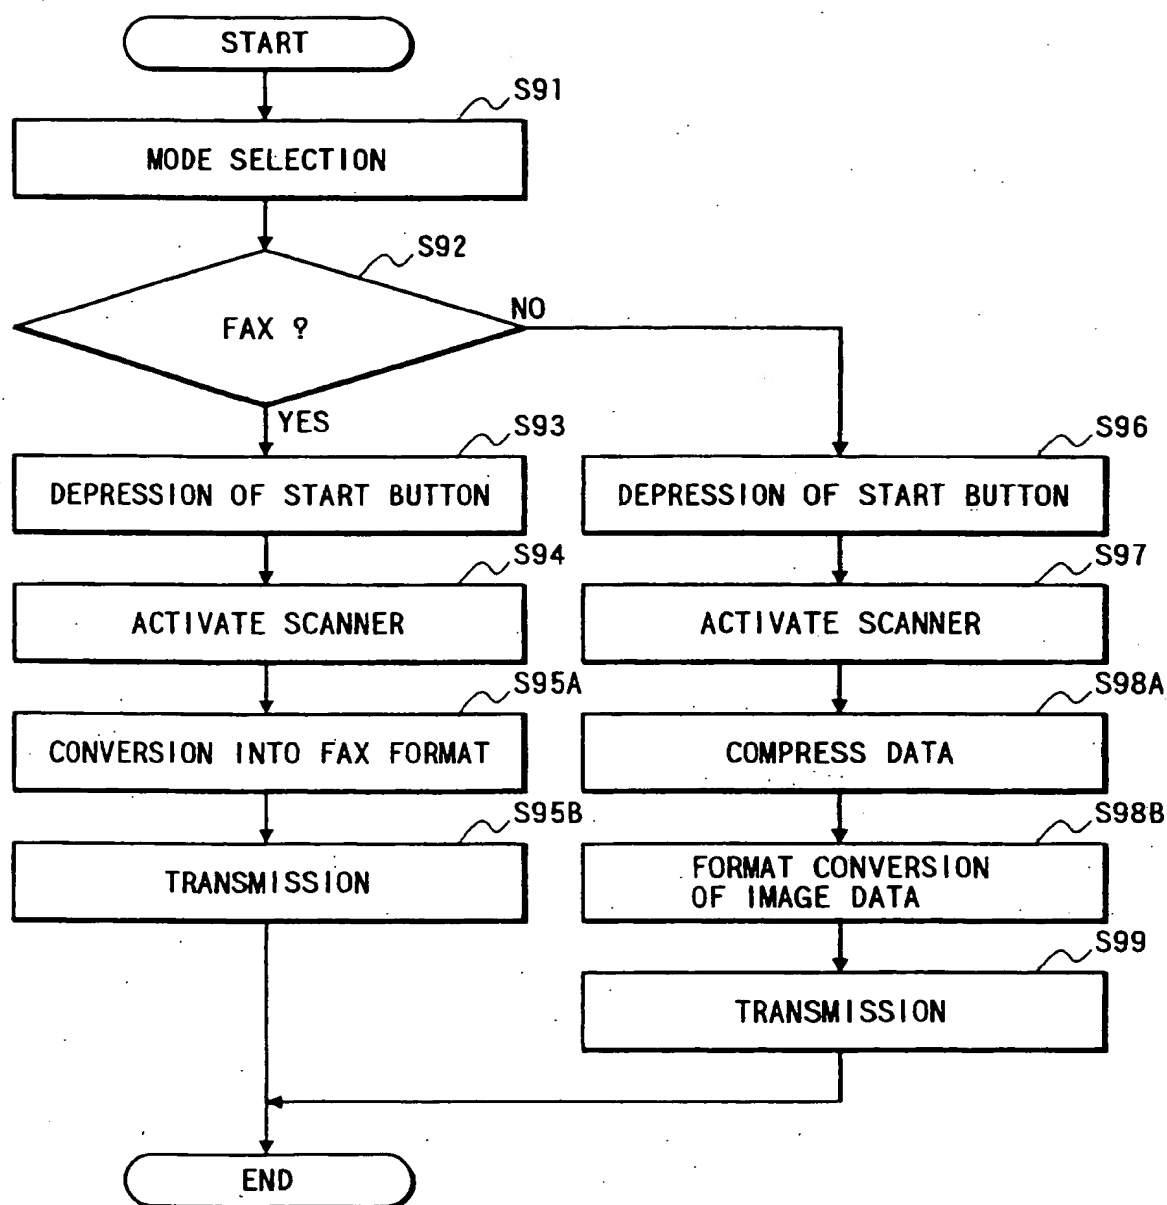 START
S91
MODE SELECTION
S92
FAX ?
NO
YES
S93
DEPRESSION OF START BUTTON
S94
ACTIVATE SCANNER
S95A
CONVERSION INTO FAX FORMAT
S95B
TRANSMISSION
S96
DEPRESSION OF START BUTTON
S97
ACTIVATE SCANNER
S98A
COMPRESS DATA
S98B
FORMAT CONVERSION
OF IMAGE DATA
S99
TRANSMISSION
END